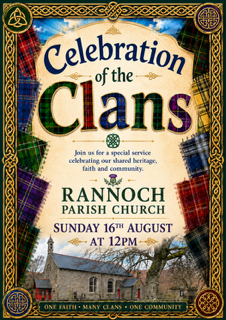 Celebration
of the
Clans
Join us for a special service
celebrating our shared heritage,
faith and community.
RANNOCH
PARISH CHURCH
SUNDAY 16TH AUGUST
AT 12PM
ONE FAITH • MANY CLANS • ONE COMMUNITY